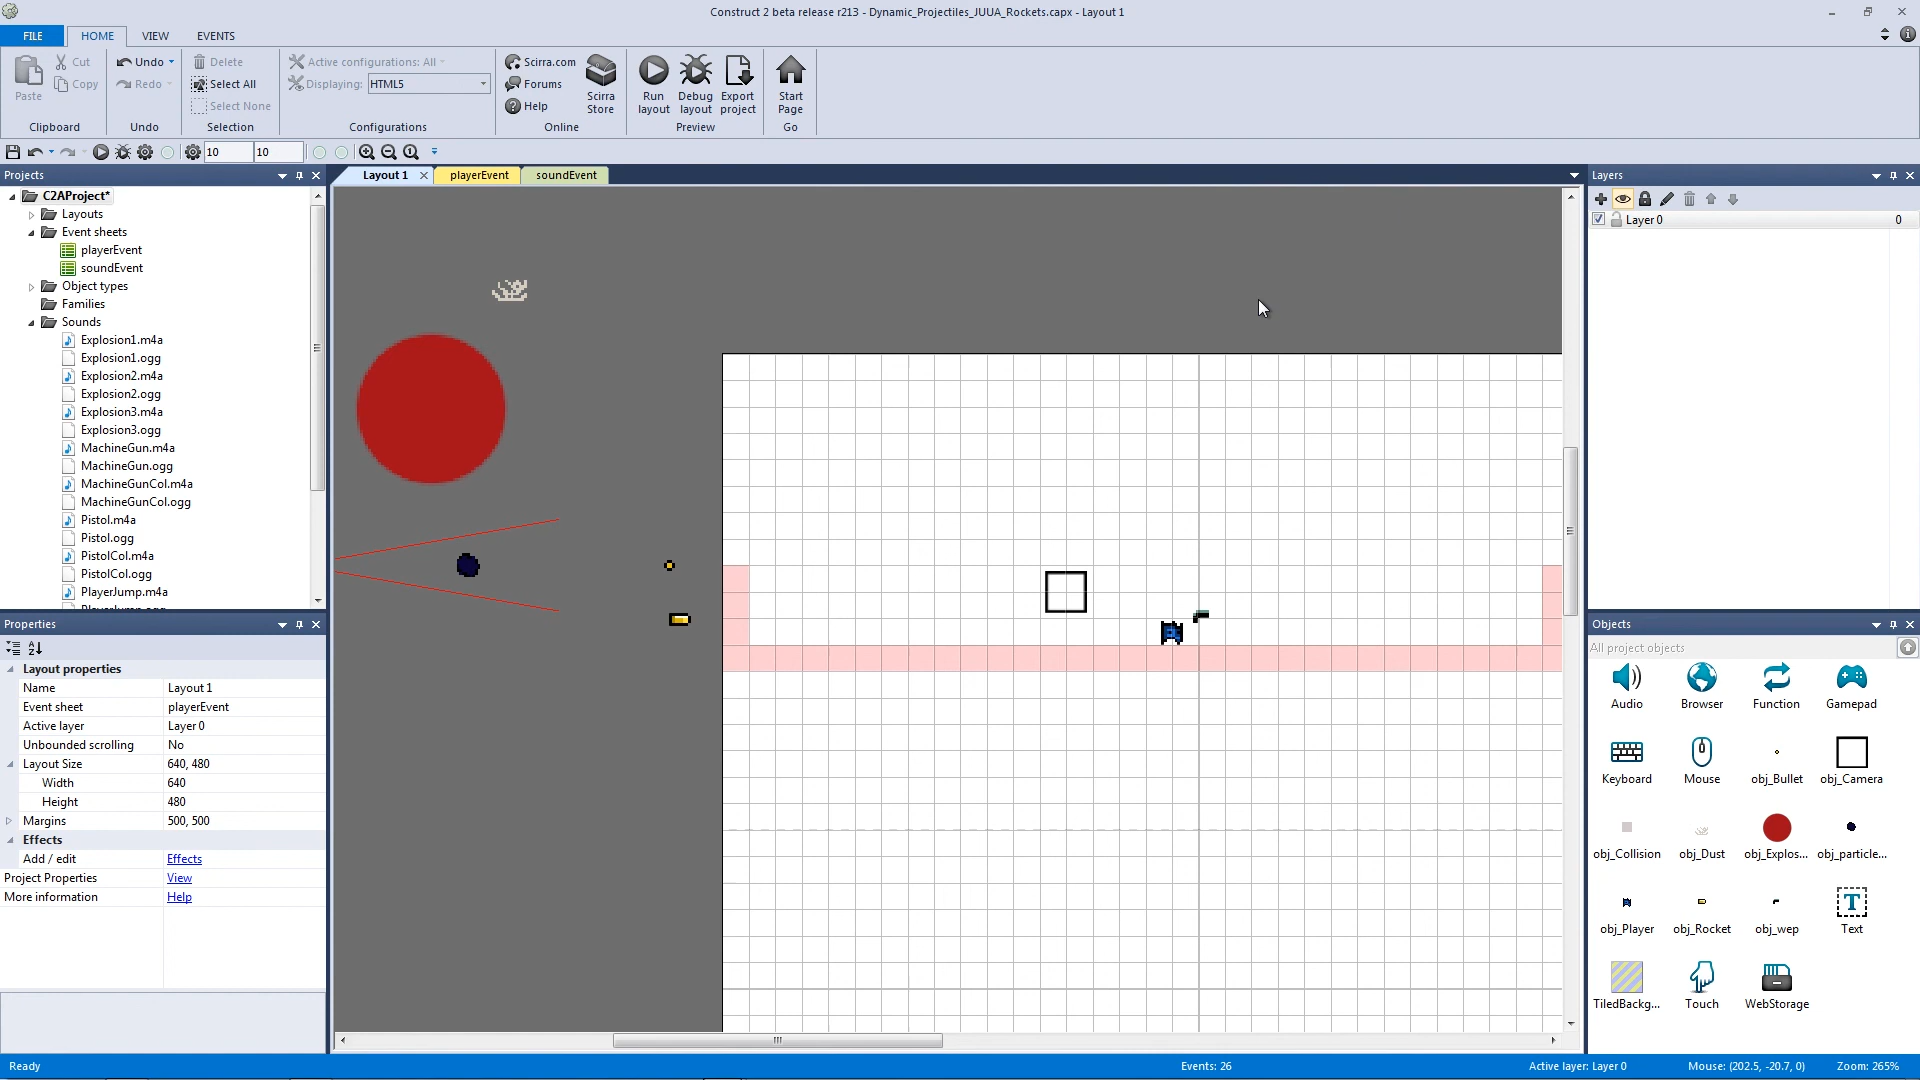 Construct 2 beta release r213 - Dynamic_Projectiles_JUUA_Rockets.capx - Layout 1
FILE HOME VIEW EVENTS
Paste
Cut
Copy
Clipboard
Undo
Redo
Undo
Delete
Select All
Select None
Selection
Active configurations: All
Displaying: HTML5
Configurations
Scirra.com
Forums
Help
Scirra Store
Online
Run layout
Debug layout
Export project
Preview
Start Page
Go
10 10
Projects
C2AProject*
Layouts
Event sheets
playerEvent
soundEvent
Object types
Families
Sounds
Explosion1.m4a
Explosion1.ogg
Explosion2.m4a
Explosion2.ogg
Explosion3.m4a
Explosion3.ogg
MachineGun.m4a
MachineGun.ogg
MachineGunCol.m4a
MachineGunCol.ogg
Pistol.m4a
Pistol.ogg
PistolCol.m4a
PistolCol.ogg
PlayerJump.m4a
Properties
Layout properties
Name Layout 1
Event sheet playerEvent
Active layer Layer 0
Unbounded scrolling No
Layout Size 640, 480
Width 640
Height 480
Margins 500, 500
Effects
Add / edit Effects
Project Properties View
More information Help
Layout 1 playerEvent soundEvent
Layers
Layer 0 0
Objects
All project objects
Audio Browser Function Gamepad
Keyboard Mouse obj_Bullet obj_Camera
obj_Collision obj_Dust obj_Explos... obj_particle...
obj_Player obj_Rocket obj_wep Text
TiledBackg... Touch WebStorage
Ready Events: 26 Active layer: Layer 0 Mouse: (202.5, -20.7, 0) Zoom: 265%